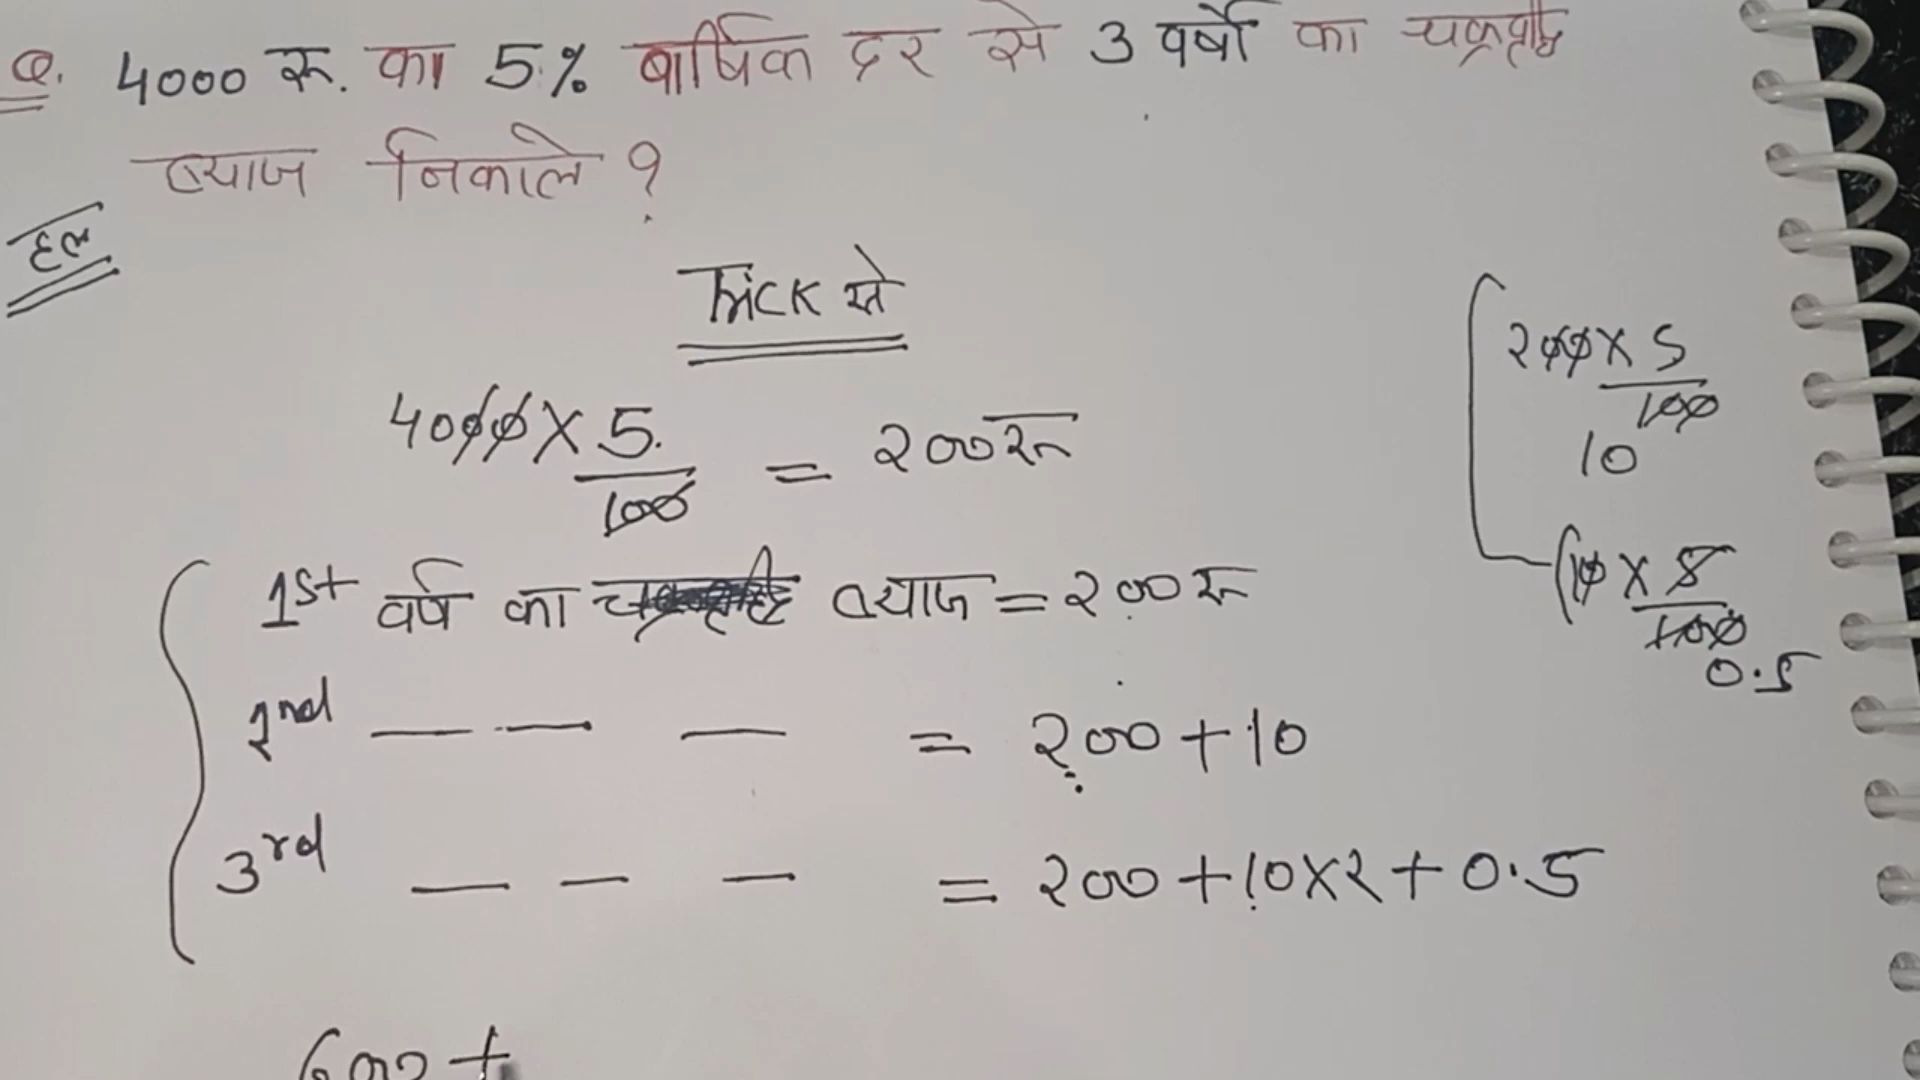 Q. 4000 रू. का 5% बार्षिक दर से 3 वर्षो का चक्रवृद्धि
ब्याज निकाले ?
हल
Trick से
4000 X 5 / 100 = 200 रू
1st वर्ष का ब्याज = 200 रू
2nd — — — = 200 + 10
3rd — — — = 200 + 10 X 2 + 0.5
600 +
200 X 5 / 100
10
10 X 5 / 100
0.5